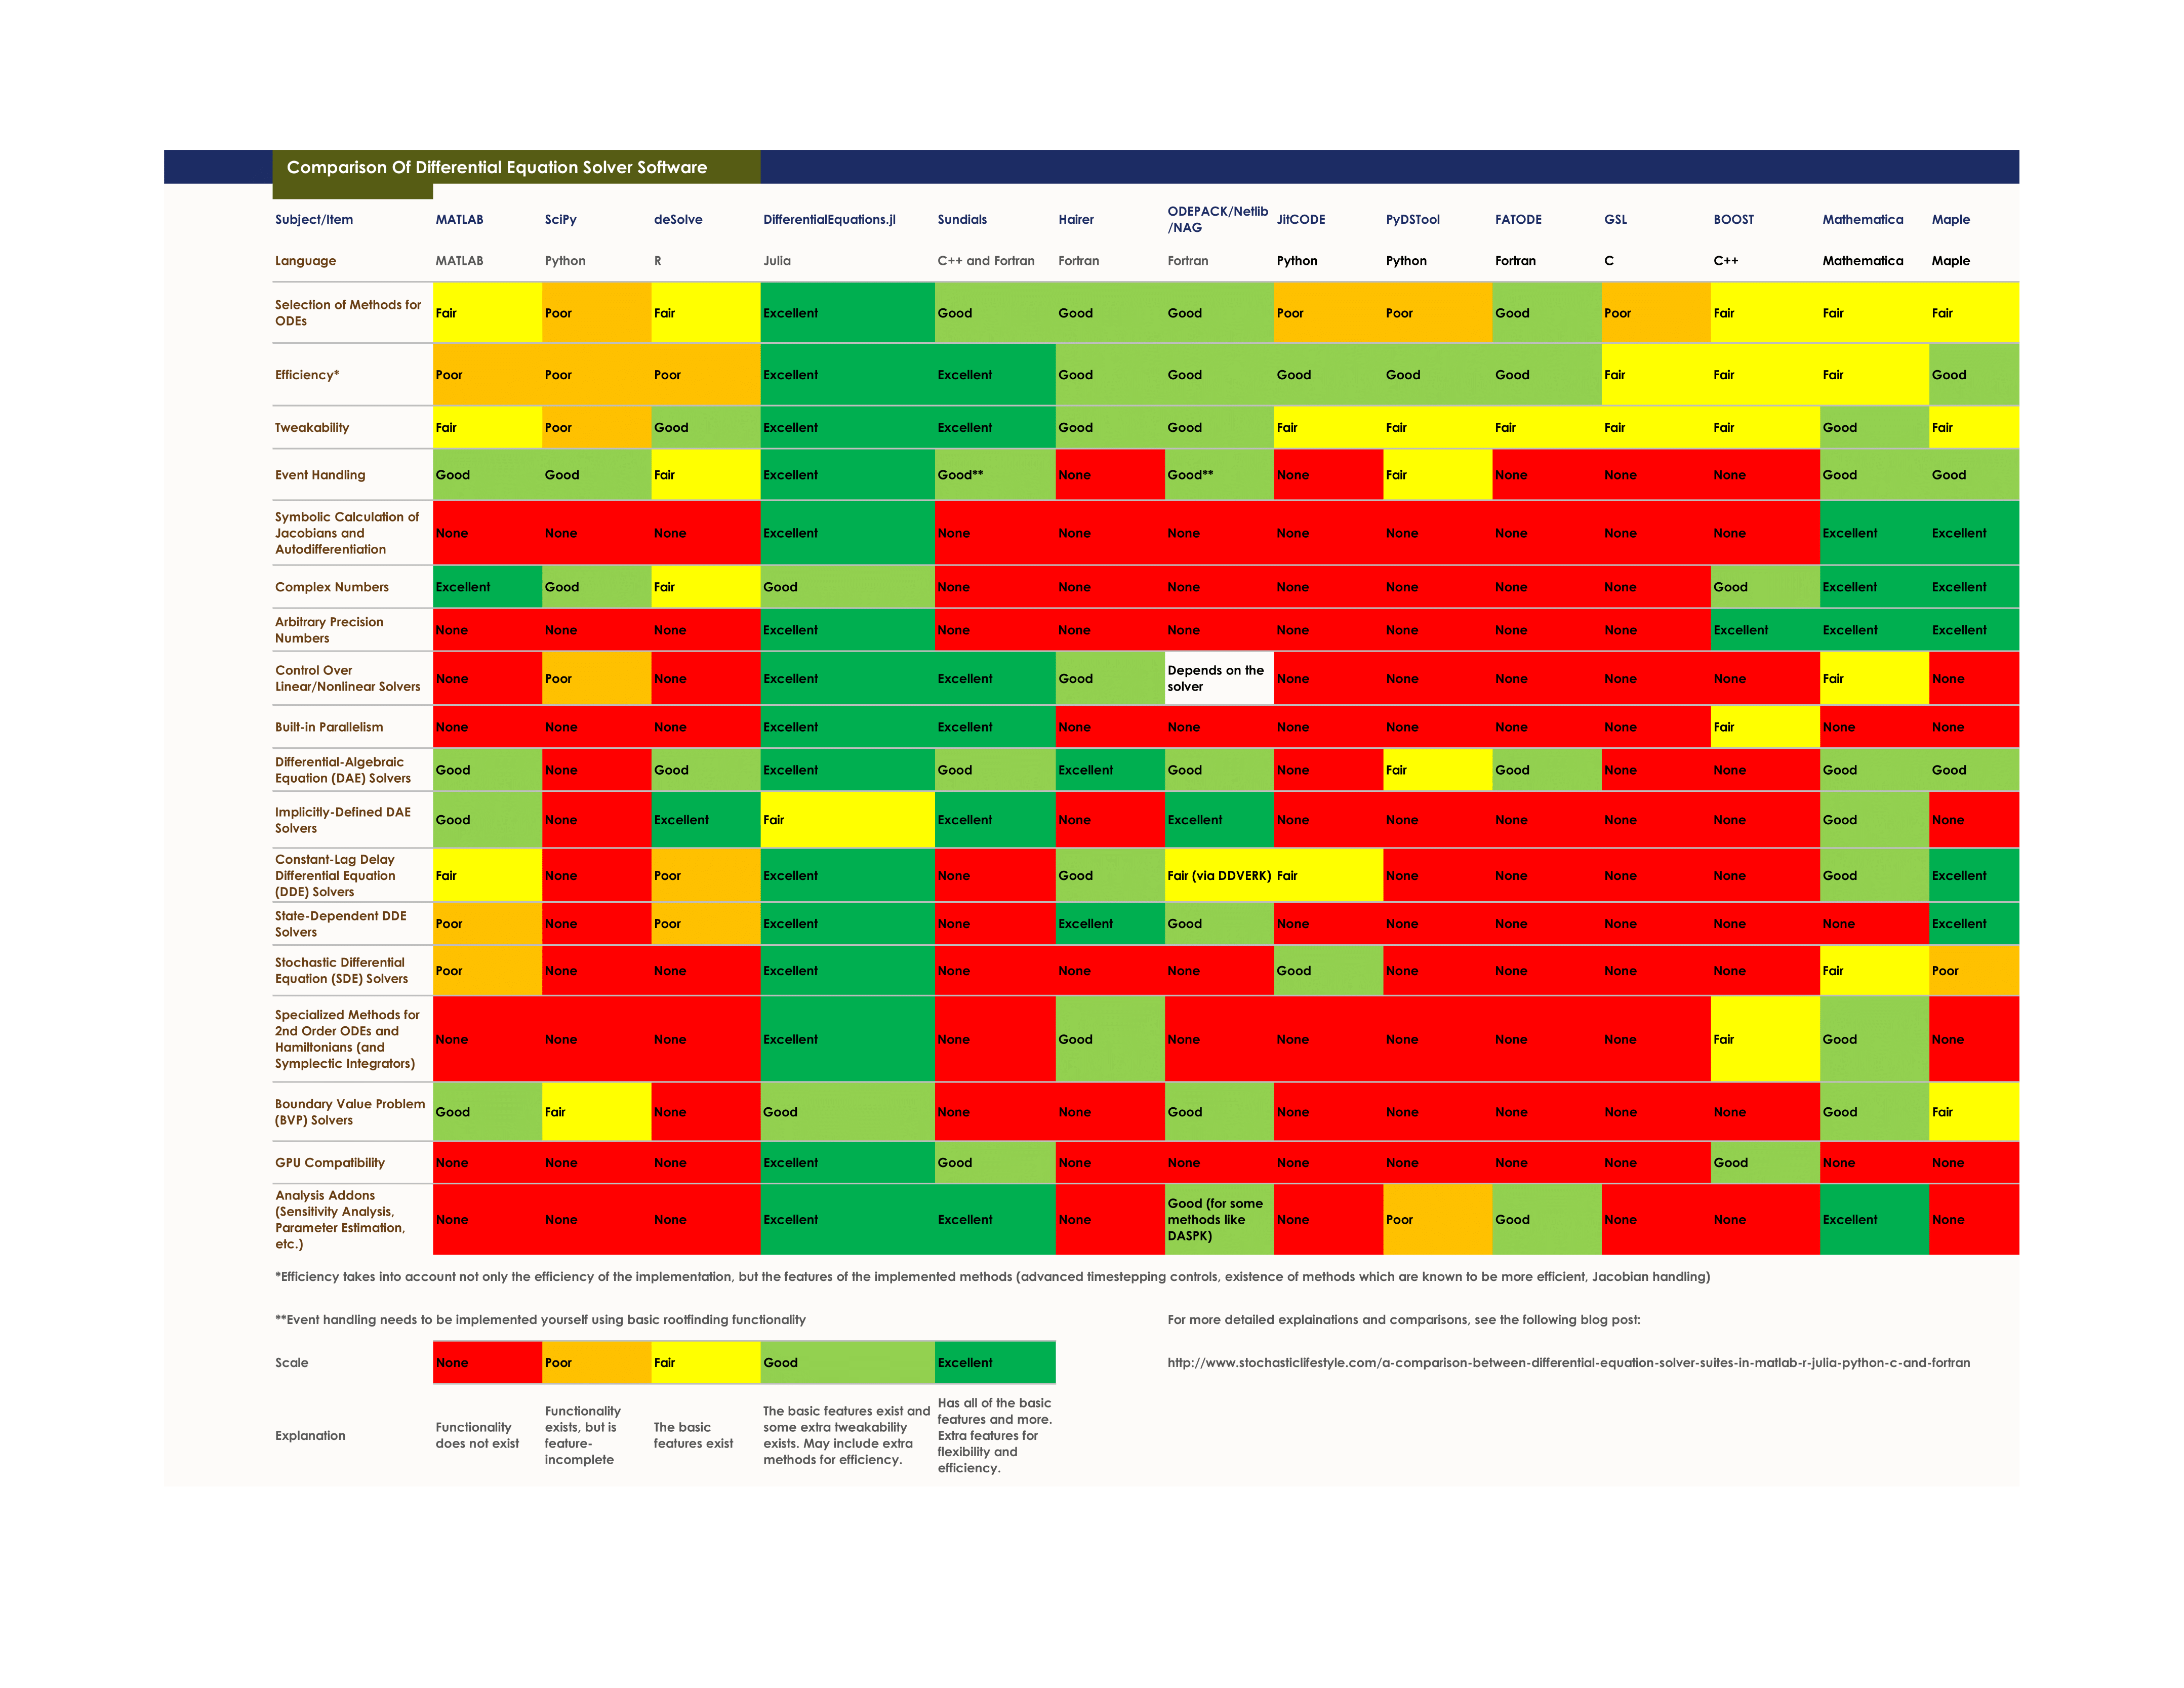 Comparison Of Differential Equation Solver Software
Subject/Item MATLAB SciPy deSolve DifferentialEquations.jl Sundials Hairer ODEPACK/Netlib /NAG JitCODE PyDSTool FATODE GSL BOOST Mathematica Maple
Language MATLAB Python R Julia C++ and Fortran Fortran Fortran Python Python Fortran C C++ Mathematica Maple
Selection of Methods for ODEs Fair Poor Fair Excellent Good Good Good Poor Poor Good Poor Fair Fair Fair
Efficiency* Poor Poor Poor Excellent Excellent Good Good Good Good Good Fair Fair Fair Good
Tweakability Fair Poor Good Excellent Excellent Good Good Fair Fair Fair Fair Fair Good Fair
Event Handling Good Good Fair Excellent Good** None Good** None Fair None None None Good Good
Symbolic Calculation of Jacobians and Autodifferentiation None None None Excellent None None None None None None None None Excellent Excellent
Complex Numbers Excellent Good Fair Good None None None None None None None Good Excellent Excellent
Arbitrary Precision Numbers None None None Excellent None None None None None None None Excellent Excellent Excellent
Control Over Linear/Nonlinear Solvers None Poor None Excellent Excellent Good Depends on the solver None None None None None Fair None
Built-in Parallelism None None None Excellent Excellent None None None None None None Fair None None
Differential-Algebraic Equation (DAE) Solvers Good None Good Excellent Good Excellent Good None Fair Good None None Good Good
Implicitly-Defined DAE Solvers Good None Excellent Fair Excellent None Excellent None None None None None Good None
Constant-Lag Delay Differential Equation (DDE) Solvers Fair None Poor Excellent None Good Fair (via DDVERK) Fair None None None None Good Excellent
State-Dependent DDE Solvers Poor None Poor Excellent None Excellent Good None None None None None None Excellent
Stochastic Differential Equation (SDE) Solvers Poor None None Excellent None None None Good None None None None Fair Poor
Specialized Methods for 2nd Order ODEs and Hamiltonians (and Symplectic Integrators) None None None Excellent None Good None None None None None Fair Good None
Boundary Value Problem (BVP) Solvers Good Fair None Good None None Good None None None None None Good Fair
GPU Compatibility None None None Excellent Good None None None None None None Good None None
Analysis Addons (Sensitivity Analysis, Parameter Estimation, etc.) None None None Excellent Excellent None Good (for some methods like DASPK) None Poor Good None None Excellent None
*Efficiency takes into account not only the efficiency of the implementation, but the features of the implemented methods (advanced timestepping controls, existence of methods which are known to be more efficient, Jacobian handling)
**Event handling needs to be implemented yourself using basic rootfinding functionality
For more detailed explainations and comparisons, see the following blog post:
Scale None Poor Fair Good Excellent
http://www.stochasticlifestyle.com/a-comparison-between-differential-equation-solver-suites-in-matlab-r-julia-python-c-and-fortran
Explanation
Functionality does not exist
Functionality exists, but is feature-incomplete
The basic features exist
The basic features exist and some extra tweakability exists. May include extra methods for efficiency.
Has all of the basic features and more. Extra features for flexibility and efficiency.